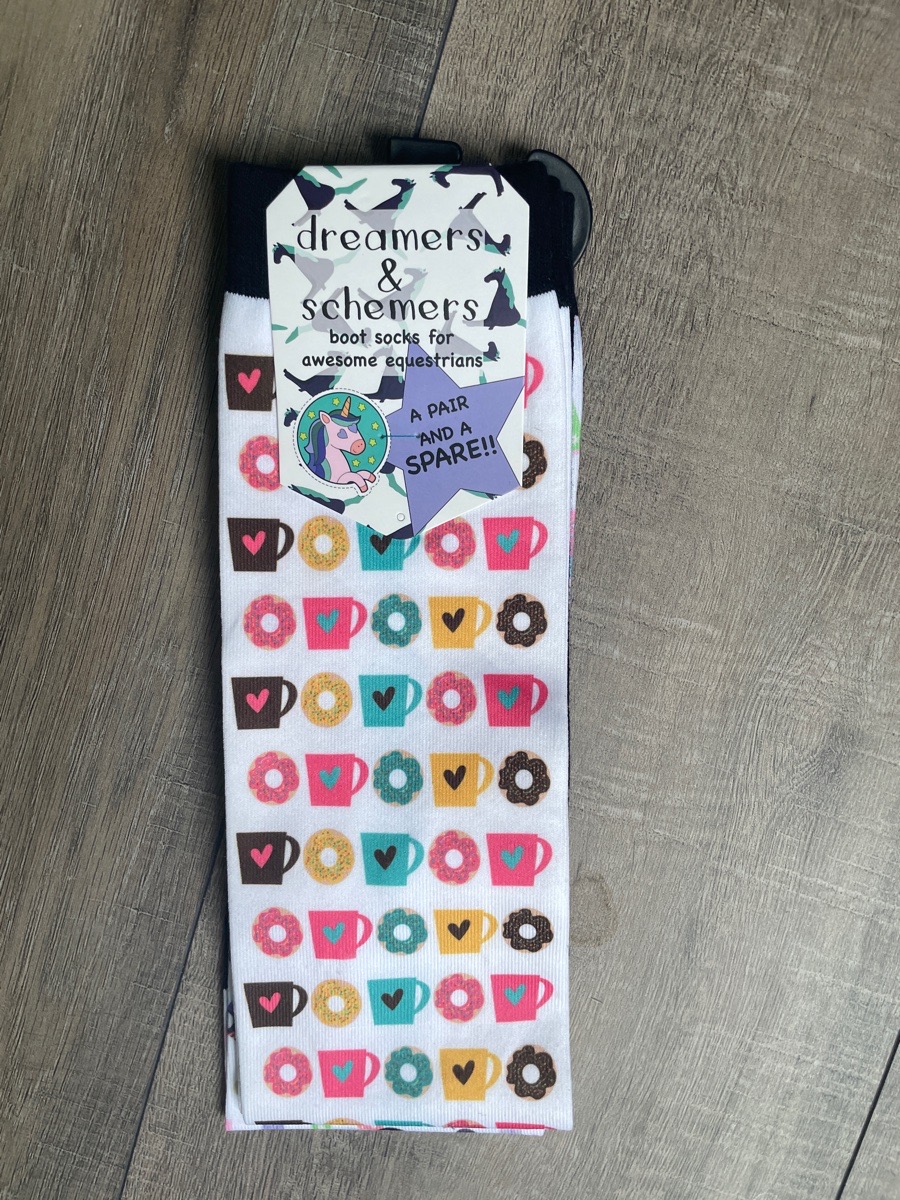 dreamers
&
schemers
boot socks for
awesome equestrians
A PAIR
AND A
SPARE!!